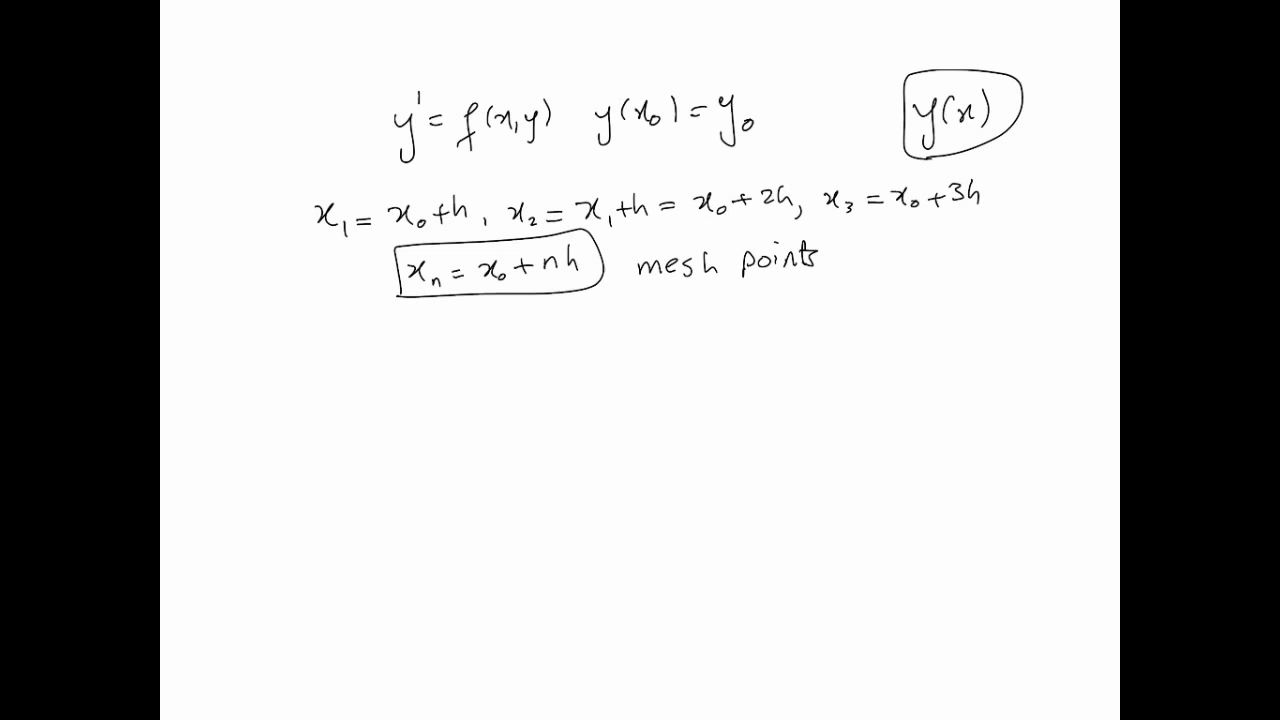 y' = f(x,y) y(x₀) = y₀ y(x)
x₁ = x₀+h, x₂ = x₁+h = x₀+2h, x₃ = x₀+3h
xₙ = x₀+nh mesh points